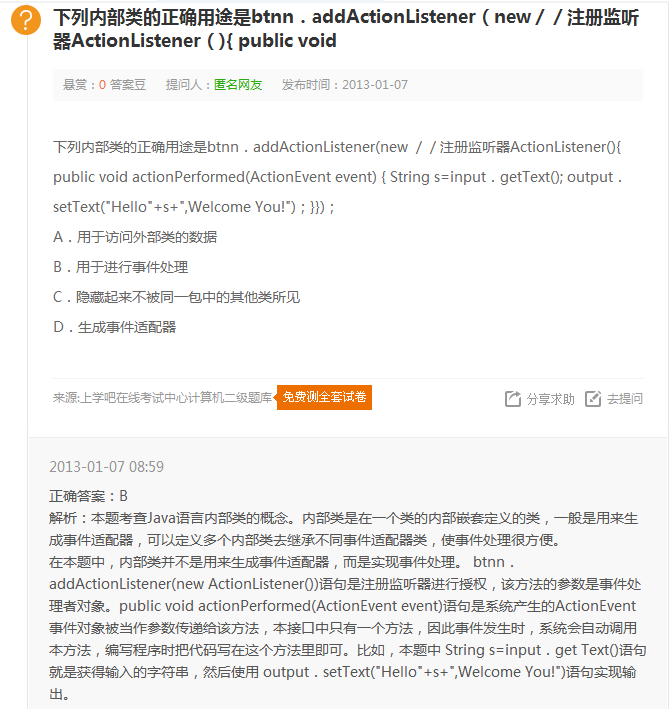 ?
下列内部类的正确用途是btnn．addActionListener（new／／注册监听
器ActionListener（){ public void
悬赏：0 答案豆 提问人：匿名网友 发布时间：2013-01-07
下列内部类的正确用途是btnn．addActionListener(new ／／注册监听器ActionListener(){
public void actionPerformed(ActionEvent event) { String s=input．getText(); output．
setText("Hello"+s+",Welcome You!")；}})；
A．用于访问外部类的数据
B．用于进行事件处理
C．隐藏起来不被同一包中的其他类所见
D．生成事件适配器
来源:上学吧在线考试中心计算机二级题库 免费测全套试卷 分享求助 去提问
2013-01-07 08:59
正确答案：B
解析：本题考查Java语言内部类的概念。内部类是在一个类的内部嵌套定义的类，一般是用来生
成事件适配器，可以定义多个内部类去继承不同事件适配器类，使事件处理很方便。
在本题中，内部类并不是用来生成事件适配器，而是实现事件处理。 btnn．
addActionListener(new ActionListener())语句是注册监听器进行授权，该方法的参数是事件处
理者对象。public void actionPerformed(ActionEvent event)语句是系统产生的ActionEvent
事件对象被当作参数传递给该方法，本接口中只有一个方法，因此事件发生时，系统会自动调用
本方法，编写程序时把代码写在这个方法里即可。比如，本题中 String s=input．get Text()语句
就是获得输入的字符串，然后使用 output．setText("Hello"+s+",Welcome You!")语句实现输
出。